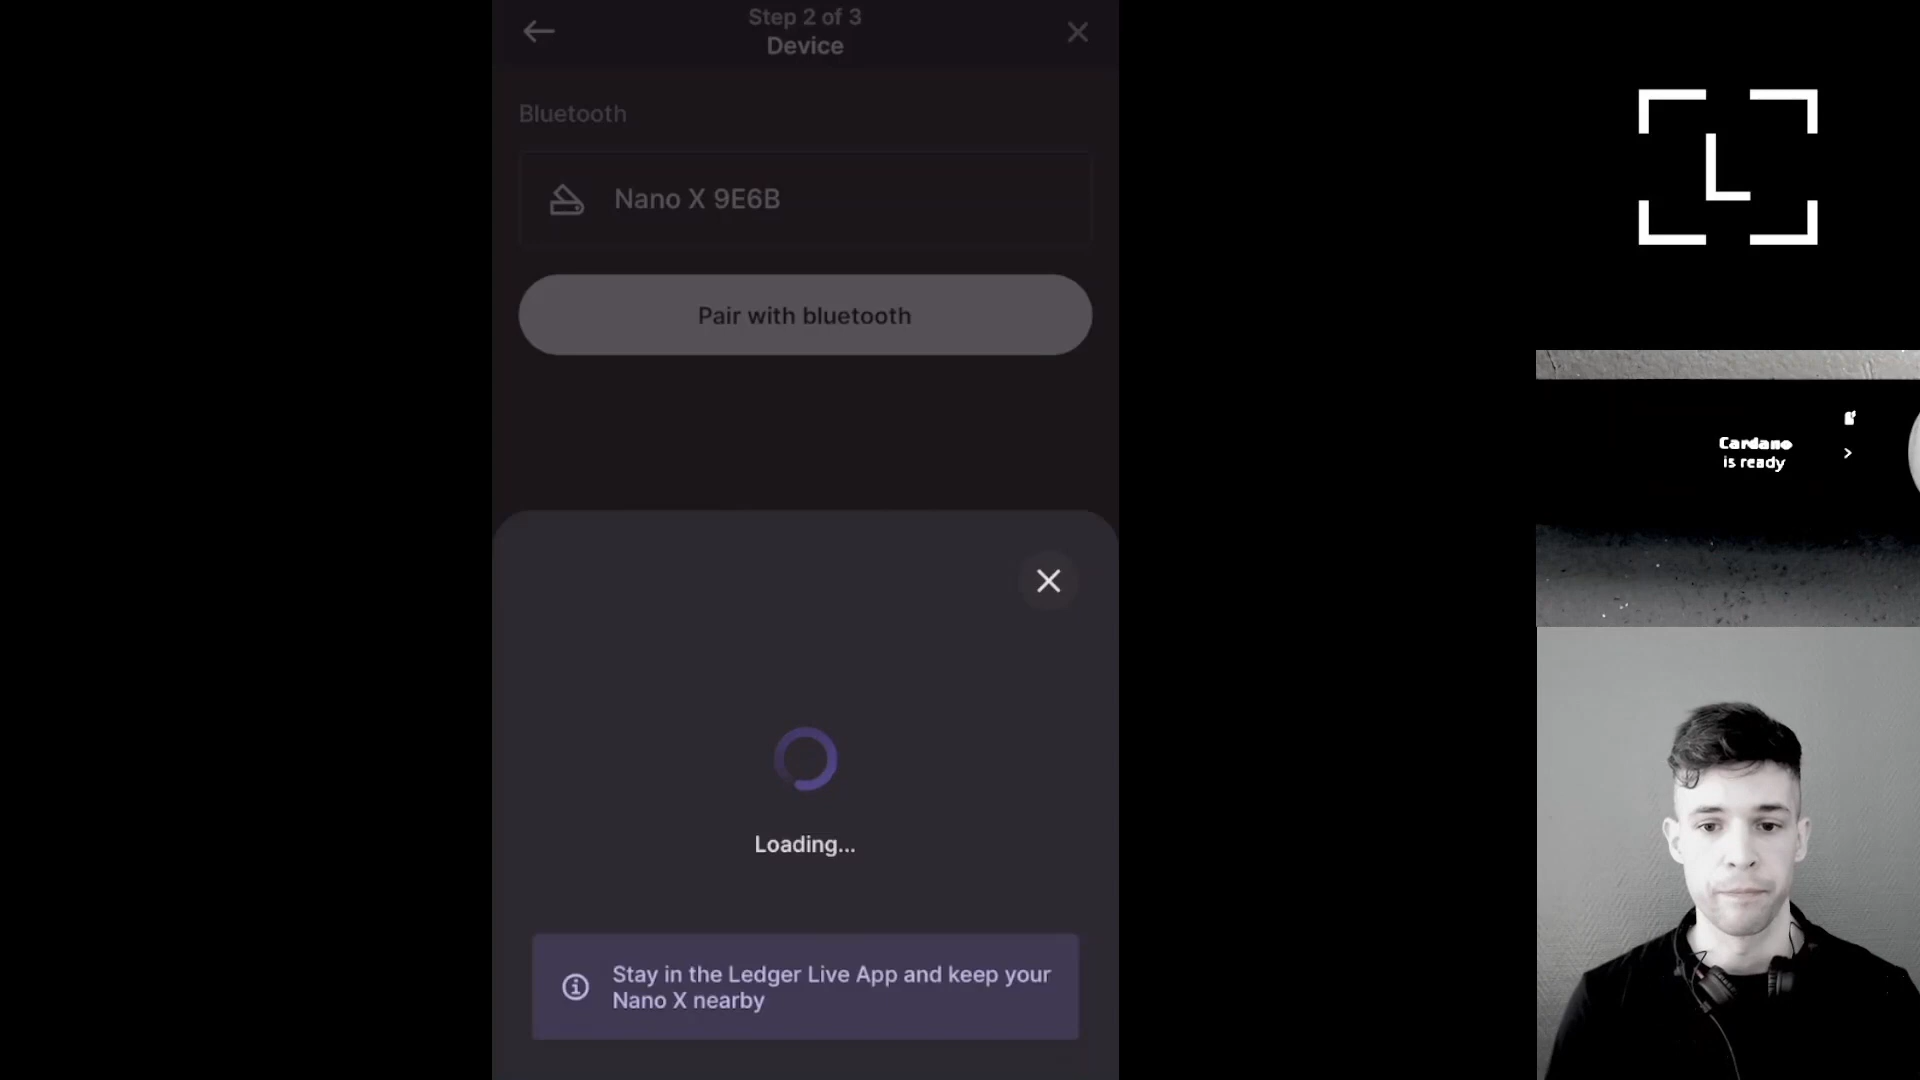 Step 2 of 3
Device
Bluetooth
Nano X 9E6B
Pair with bluetooth
Loading...
Stay in the Ledger Live App and keep your
Nano X nearby
L
Cardano
is ready